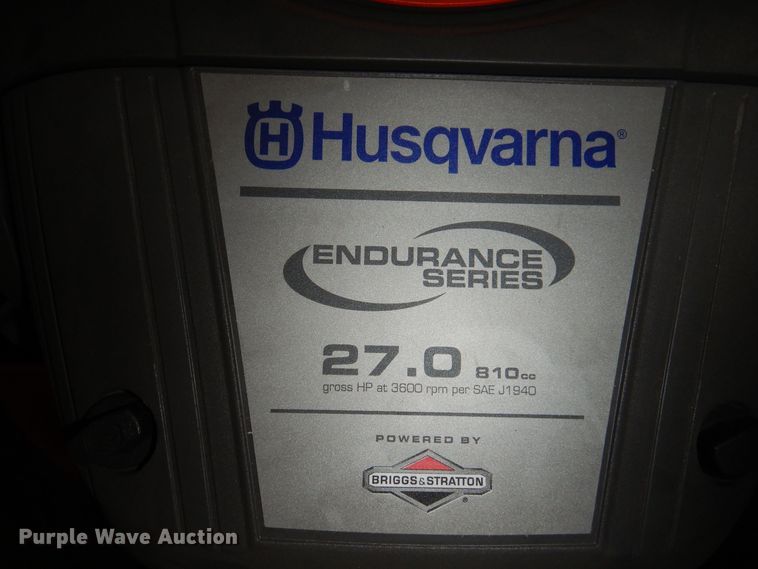 H Husqvarna®
ENDURANCE
SERIES
27.0 810cc
gross HP at 3600 rpm per SAE J1940
POWERED BY
BRIGGS&STRATTON®
Purple Wave Auction